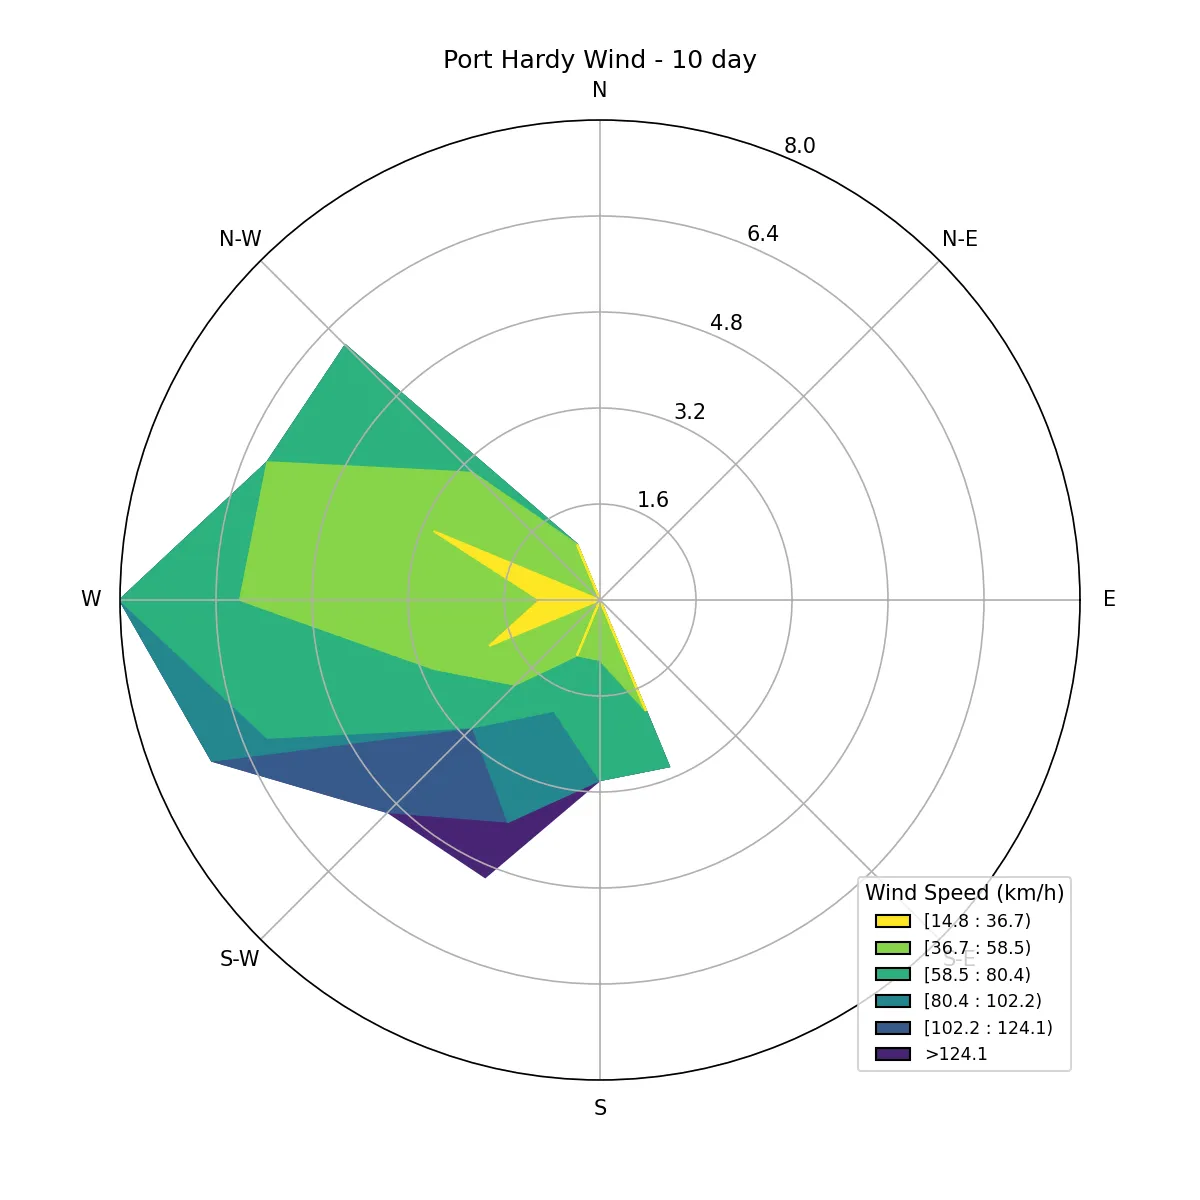 Port Hardy Wind - 10 day
N
8.0
N-W
N-E
6.4
4.8
3.2
1.6
W
E
S-W
S-E
S
Wind Speed (km/h)
[14.8 : 36.7)
[36.7 : 58.5)
[58.5 : 80.4)
[80.4 : 102.2)
[102.2 : 124.1)
>124.1